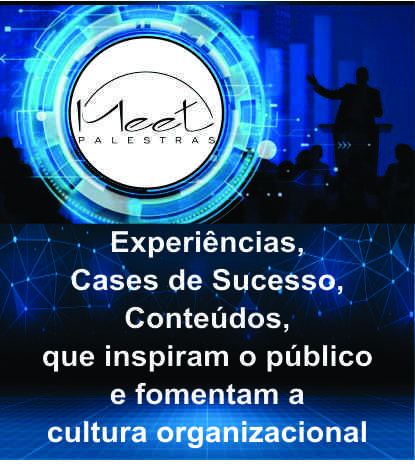 Meet
PALESTRAS
Experiências,
Cases de Sucesso,
Conteúdos,
que inspiram o público
e fomentam a
cultura organizacional